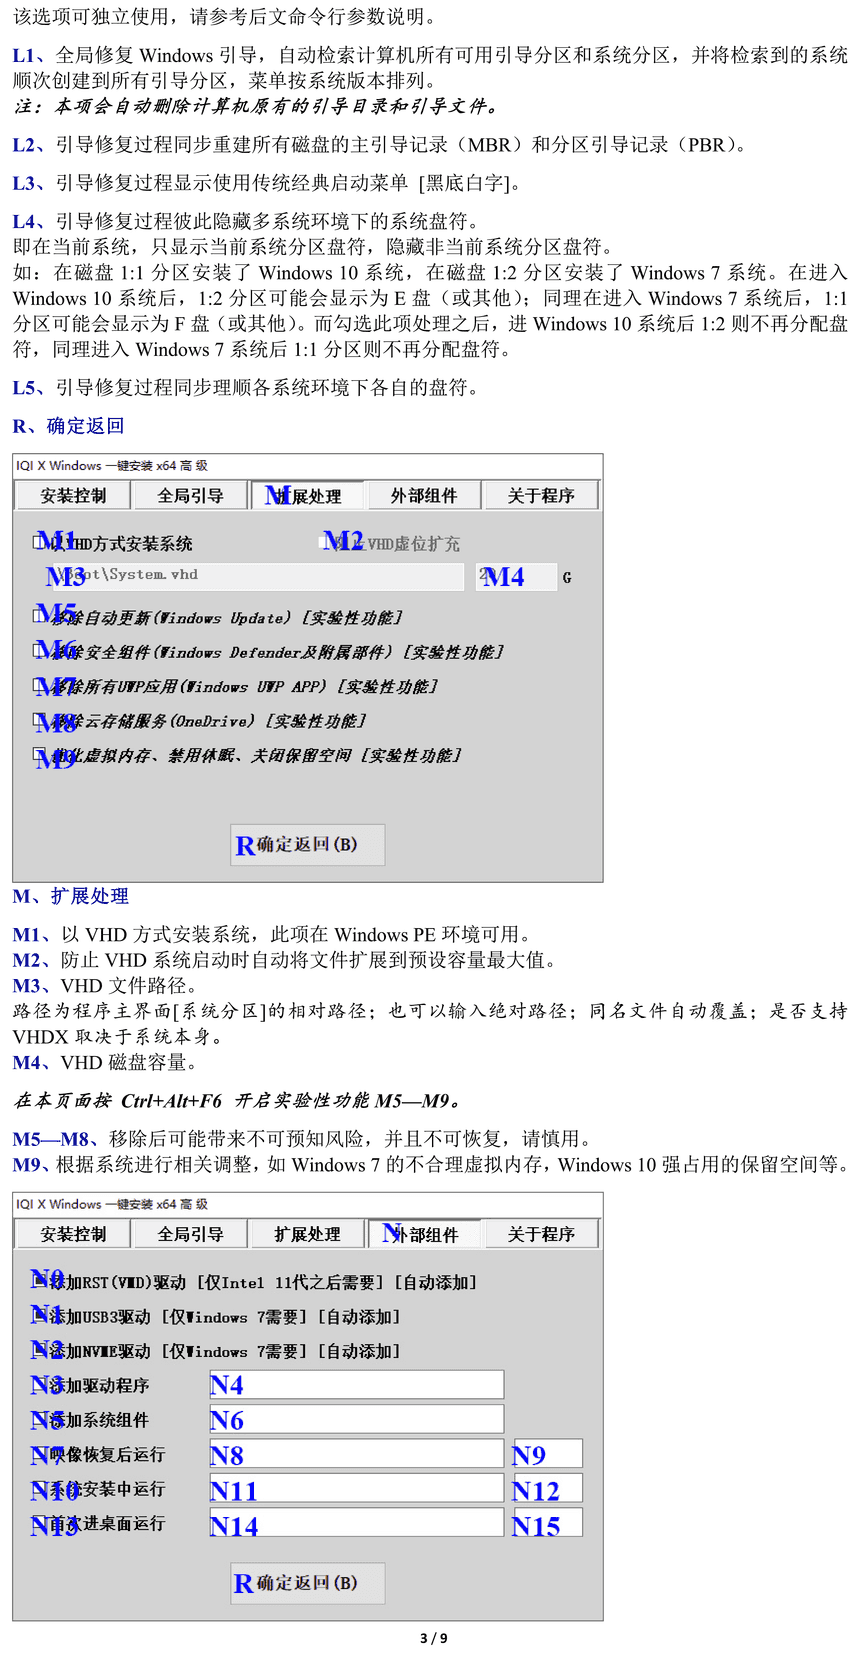 该选项可独立使用，请参考后文命令行参数说明。
L1、全局修复 Windows 引导，自动检索计算机所有可用引导分区和系统分区，并将检索到的系统
顺次创建到所有引导分区，菜单按系统版本排列。
注：本项会自动删除计算机原有的引导目录和引导文件。
L2、引导修复过程同步重建所有磁盘的主引导记录（MBR）和分区引导记录（PBR）。
L3、引导修复过程显示使用传统经典启动菜单 [黑底白字]。
L4、引导修复过程彼此隐藏多系统环境下的系统盘符。
即在当前系统，只显示当前系统分区盘符，隐藏非当前系统分区盘符。
如：在磁盘 1:1 分区安装了 Windows 10 系统，在磁盘 1:2 分区安装了 Windows 7 系统。在进入
Windows 10 系统后，1:2 分区可能会显示为 E 盘（或其他）；同理在进入 Windows 7 系统后，1:1
分区可能会显示为 F 盘（或其他）。而勾选此项处理之后，进 Windows 10 系统后 1:2 则不再分配盘
符，同理进入 Windows 7 系统后 1:1 分区则不再分配盘符。
L5、引导修复过程同步理顺各系统环境下各自的盘符。
R、确定返回
IQI X Windows 一键安装 x64 高 级
安装控制 全局引导 M 扩展处理 外部组件 关于程序
M1 以VHD方式安装系统 M2 防止VHD虚位扩充
M3 \Boot\System.vhd M4 G
M5 移除自动更新(Windows Update) [实验性功能]
M6 移除安全组件(Windows Defender及附属部件) [实验性功能]
M7 移除所有UWP应用(Windows UWP APP) [实验性功能]
M8 移除云存储服务(OneDrive) [实验性功能]
M9 优化虚拟内存、禁用休眠、关闭保留空间 [实验性功能]
R 确定返回(B)
M、扩展处理
M1、以 VHD 方式安装系统，此项在 Windows PE 环境可用。
M2、防止 VHD 系统启动时自动将文件扩展到预设容量最大值。
M3、VHD 文件路径。
路径为程序主界面[系统分区]的相对路径；也可以输入绝对路径；同名文件自动覆盖；是否支持
VHDX 取决于系统本身。
M4、VHD 磁盘容量。
在本页面按 Ctrl+Alt+F6 开启实验性功能 M5—M9。
M5—M8、移除后可能带来不可预知风险，并且不可恢复，请慎用。
M9、根据系统进行相关调整，如 Windows 7 的不合理虚拟内存，Windows 10 强占用的保留空间等。
IQI X Windows 一键安装 x64 高 级
安装控制 全局引导 扩展处理 N 外部组件 关于程序
N0 添加RST(VMD)驱动 [仅Intel 11代之后需要] [自动添加]
N1 添加USB3驱动 [仅Windows 7需要] [自动添加]
N2 添加NVME驱动 [仅Windows 7需要] [自动添加]
N3 添加驱动程序 N4
N5 添加系统组件 N6
N7 映像恢复后运行 N8 N9
N10 系统安装中运行 N11 N12
N13 首次进桌面运行 N14 N15
R 确定返回(B)
3 / 9